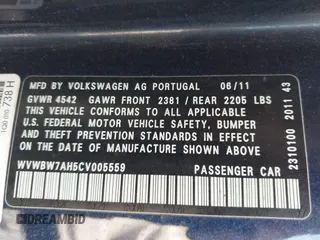 MFD BY VOLKSWAGEN AG PORTUGAL 06/11
GVWR 4542 GAWR FRONT 2381 / REAR 2205 LBS
THIS VEHICLE CONFORMS TO ALL APPLICABLE
U.S. FEDERAL MOTOR VEHICLE SAFETY, BUMPER
AND THEFT PREVENTION STANDARDS IN EFFECT ON
THE DATE OF MANUFACTURE SHOWN ABOVE
WVWBW7AH5CV005559
PASSENGER CAR
2310100 2011 43
738 H
DREAMBID